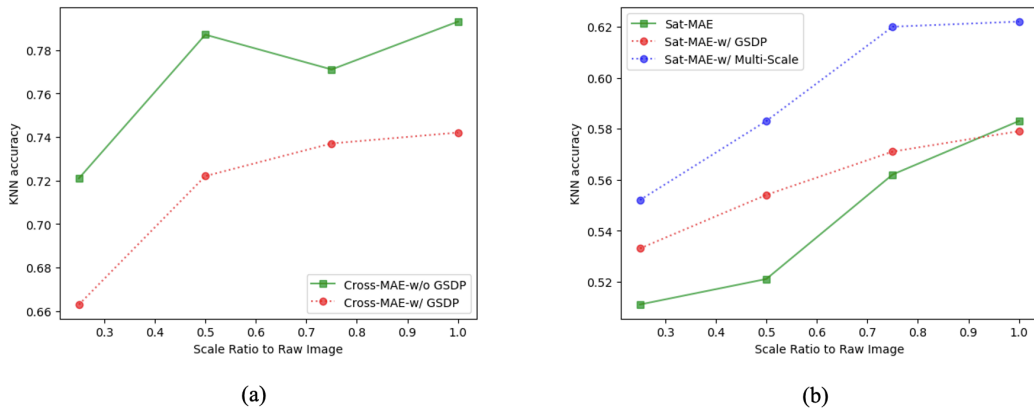 0.78
0.76
0.74
0.72
0.70
0.68
0.66
KNN accuracy
Cross-MAE-w/o GSDP
Cross-MAE-w/ GSDP
0.3 0.4 0.5 0.6 0.7 0.8 0.9 1.0
Scale Ratio to Raw Image
(a)
0.62
0.60
0.58
0.56
0.54
0.52
KNN accuracy
Sat-MAE
Sat-MAE-w/ GSDP
Sat-MAE-w/ Multi-Scale
0.3 0.4 0.5 0.6 0.7 0.8 0.9 1.0
Scale Ratio to Raw Image
(b)